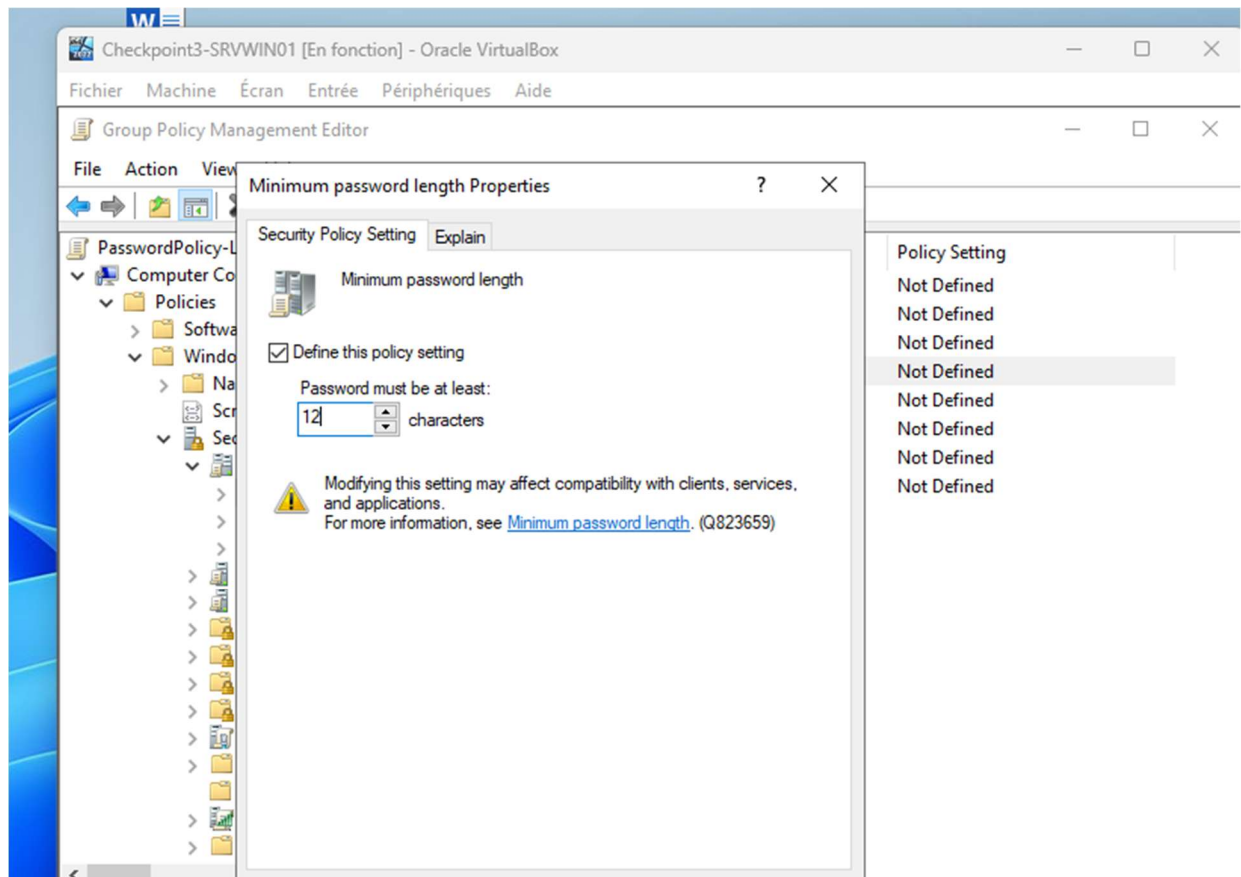 W
Checkpoint3-SRVWIN01 [En fonction] - Oracle VirtualBox
Fichier Machine Écran Entrée Périphériques Aide
Group Policy Management Editor
File Action View
Minimum password length Properties ?
Security Policy Setting Explain
Minimum password length
Define this policy setting
Password must be at least:
12 characters
Modifying this setting may affect compatibility with clients, services,
and applications.
For more information, see Minimum password length. (Q823659)
PasswordPolicy-L
Computer Co
Policies
Softwa
Windo
Na
Scr
Sec
Policy Setting
Not Defined
Not Defined
Not Defined
Not Defined
Not Defined
Not Defined
Not Defined
Not Defined